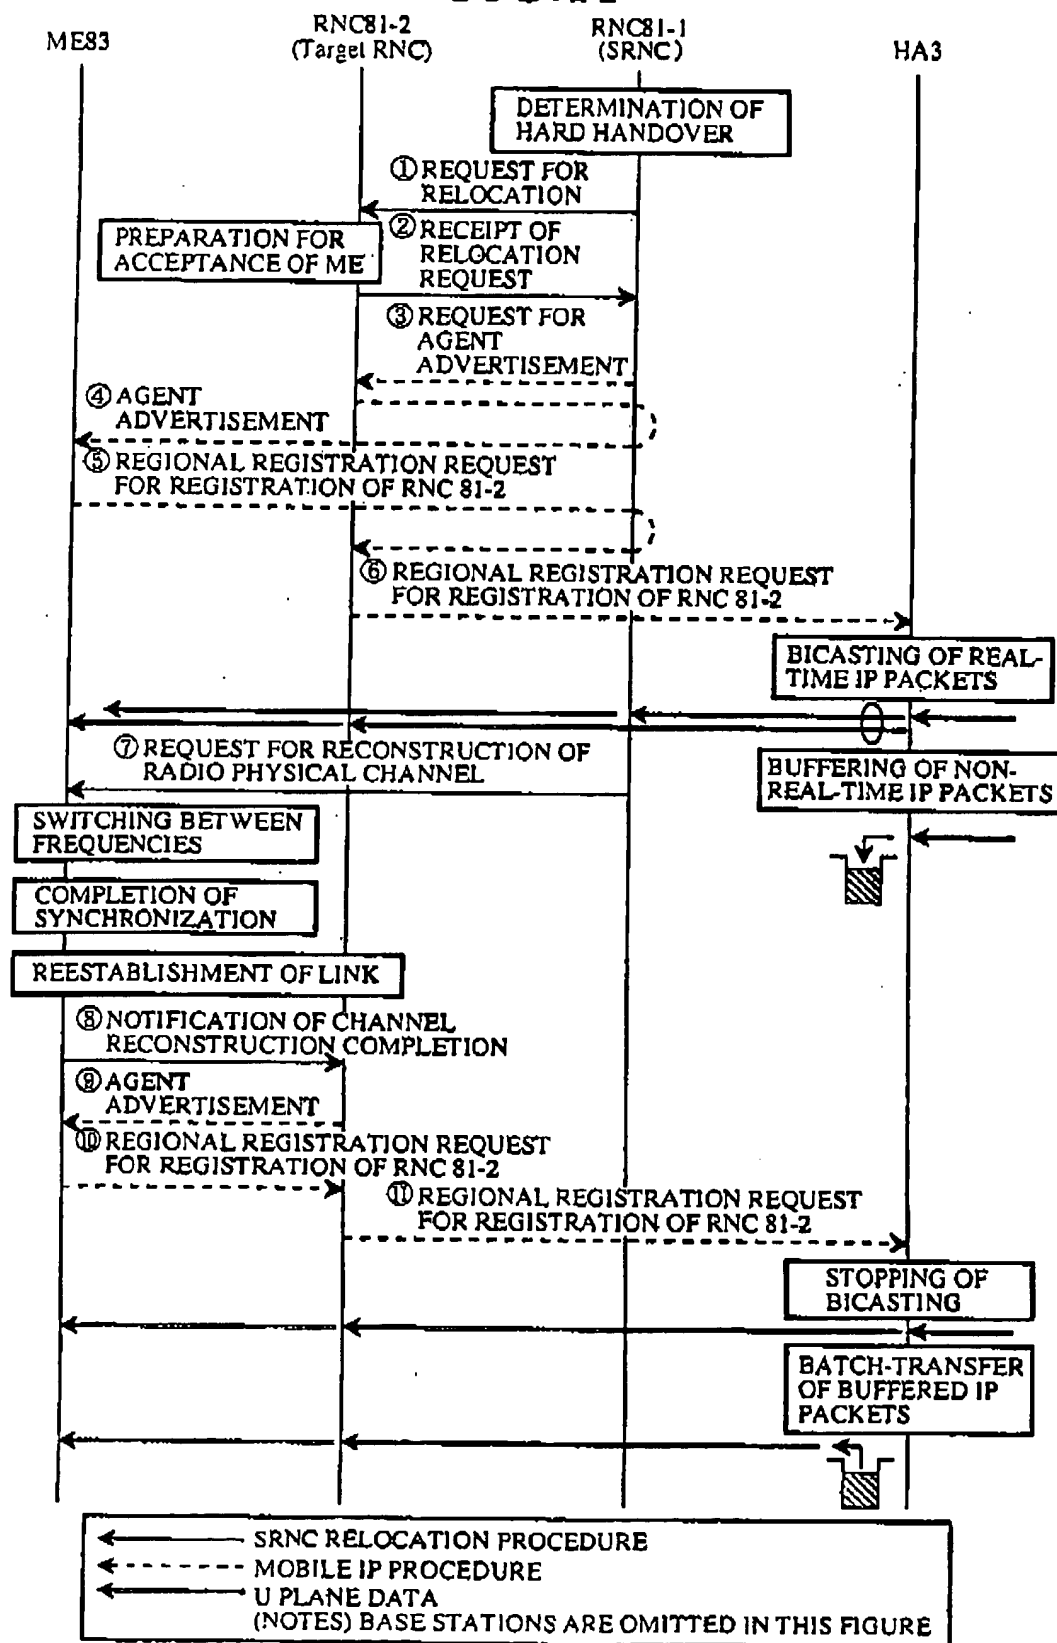 ME83
RNC81-2
(Target RNC)
RNC81-1
(SRNC)
HA3
DETERMINATION OF
HARD HANDOVER
① REQUEST FOR
RELOCATION
PREPARATION FOR
ACCEPTANCE OF ME
② RECEIPT OF
RELOCATION
REQUEST
③ REQUEST FOR
AGENT
ADVERTISEMENT
④ AGENT
ADVERTISEMENT
⑤ REGIONAL REGISTRATION REQUEST
FOR REGISTRATION OF RNC 81-2
⑥ REGIONAL REGISTRATION REQUEST
FOR REGISTRATION OF RNC 81-2
BICASTING OF REAL-
TIME IP PACKETS
⑦ REQUEST FOR RECONSTRUCTION OF
RADIO PHYSICAL CHANNEL
BUFFERING OF NON-
REAL-TIME IP PACKETS
SWITCHING BETWEEN
FREQUENCIES
COMPLETION OF
SYNCHRONIZATION
REESTABLISHMENT OF LINK
⑧ NOTIFICATION OF CHANNEL
RECONSTRUCTION COMPLETION
⑨ AGENT
ADVERTISEMENT
⑩ REGIONAL REGISTRATION REQUEST
FOR REGISTRATION OF RNC 81-2
⑪ REGIONAL REGISTRATION REQUEST
FOR REGISTRATION OF RNC 81-2
STOPPING OF
BICASTING
BATCH-TRANSFER
OF BUFFERED IP
PACKETS
SRNC RELOCATION PROCEDURE
MOBILE IP PROCEDURE
U PLANE DATA
(NOTES) BASE STATIONS ARE OMITTED IN THIS FIGURE